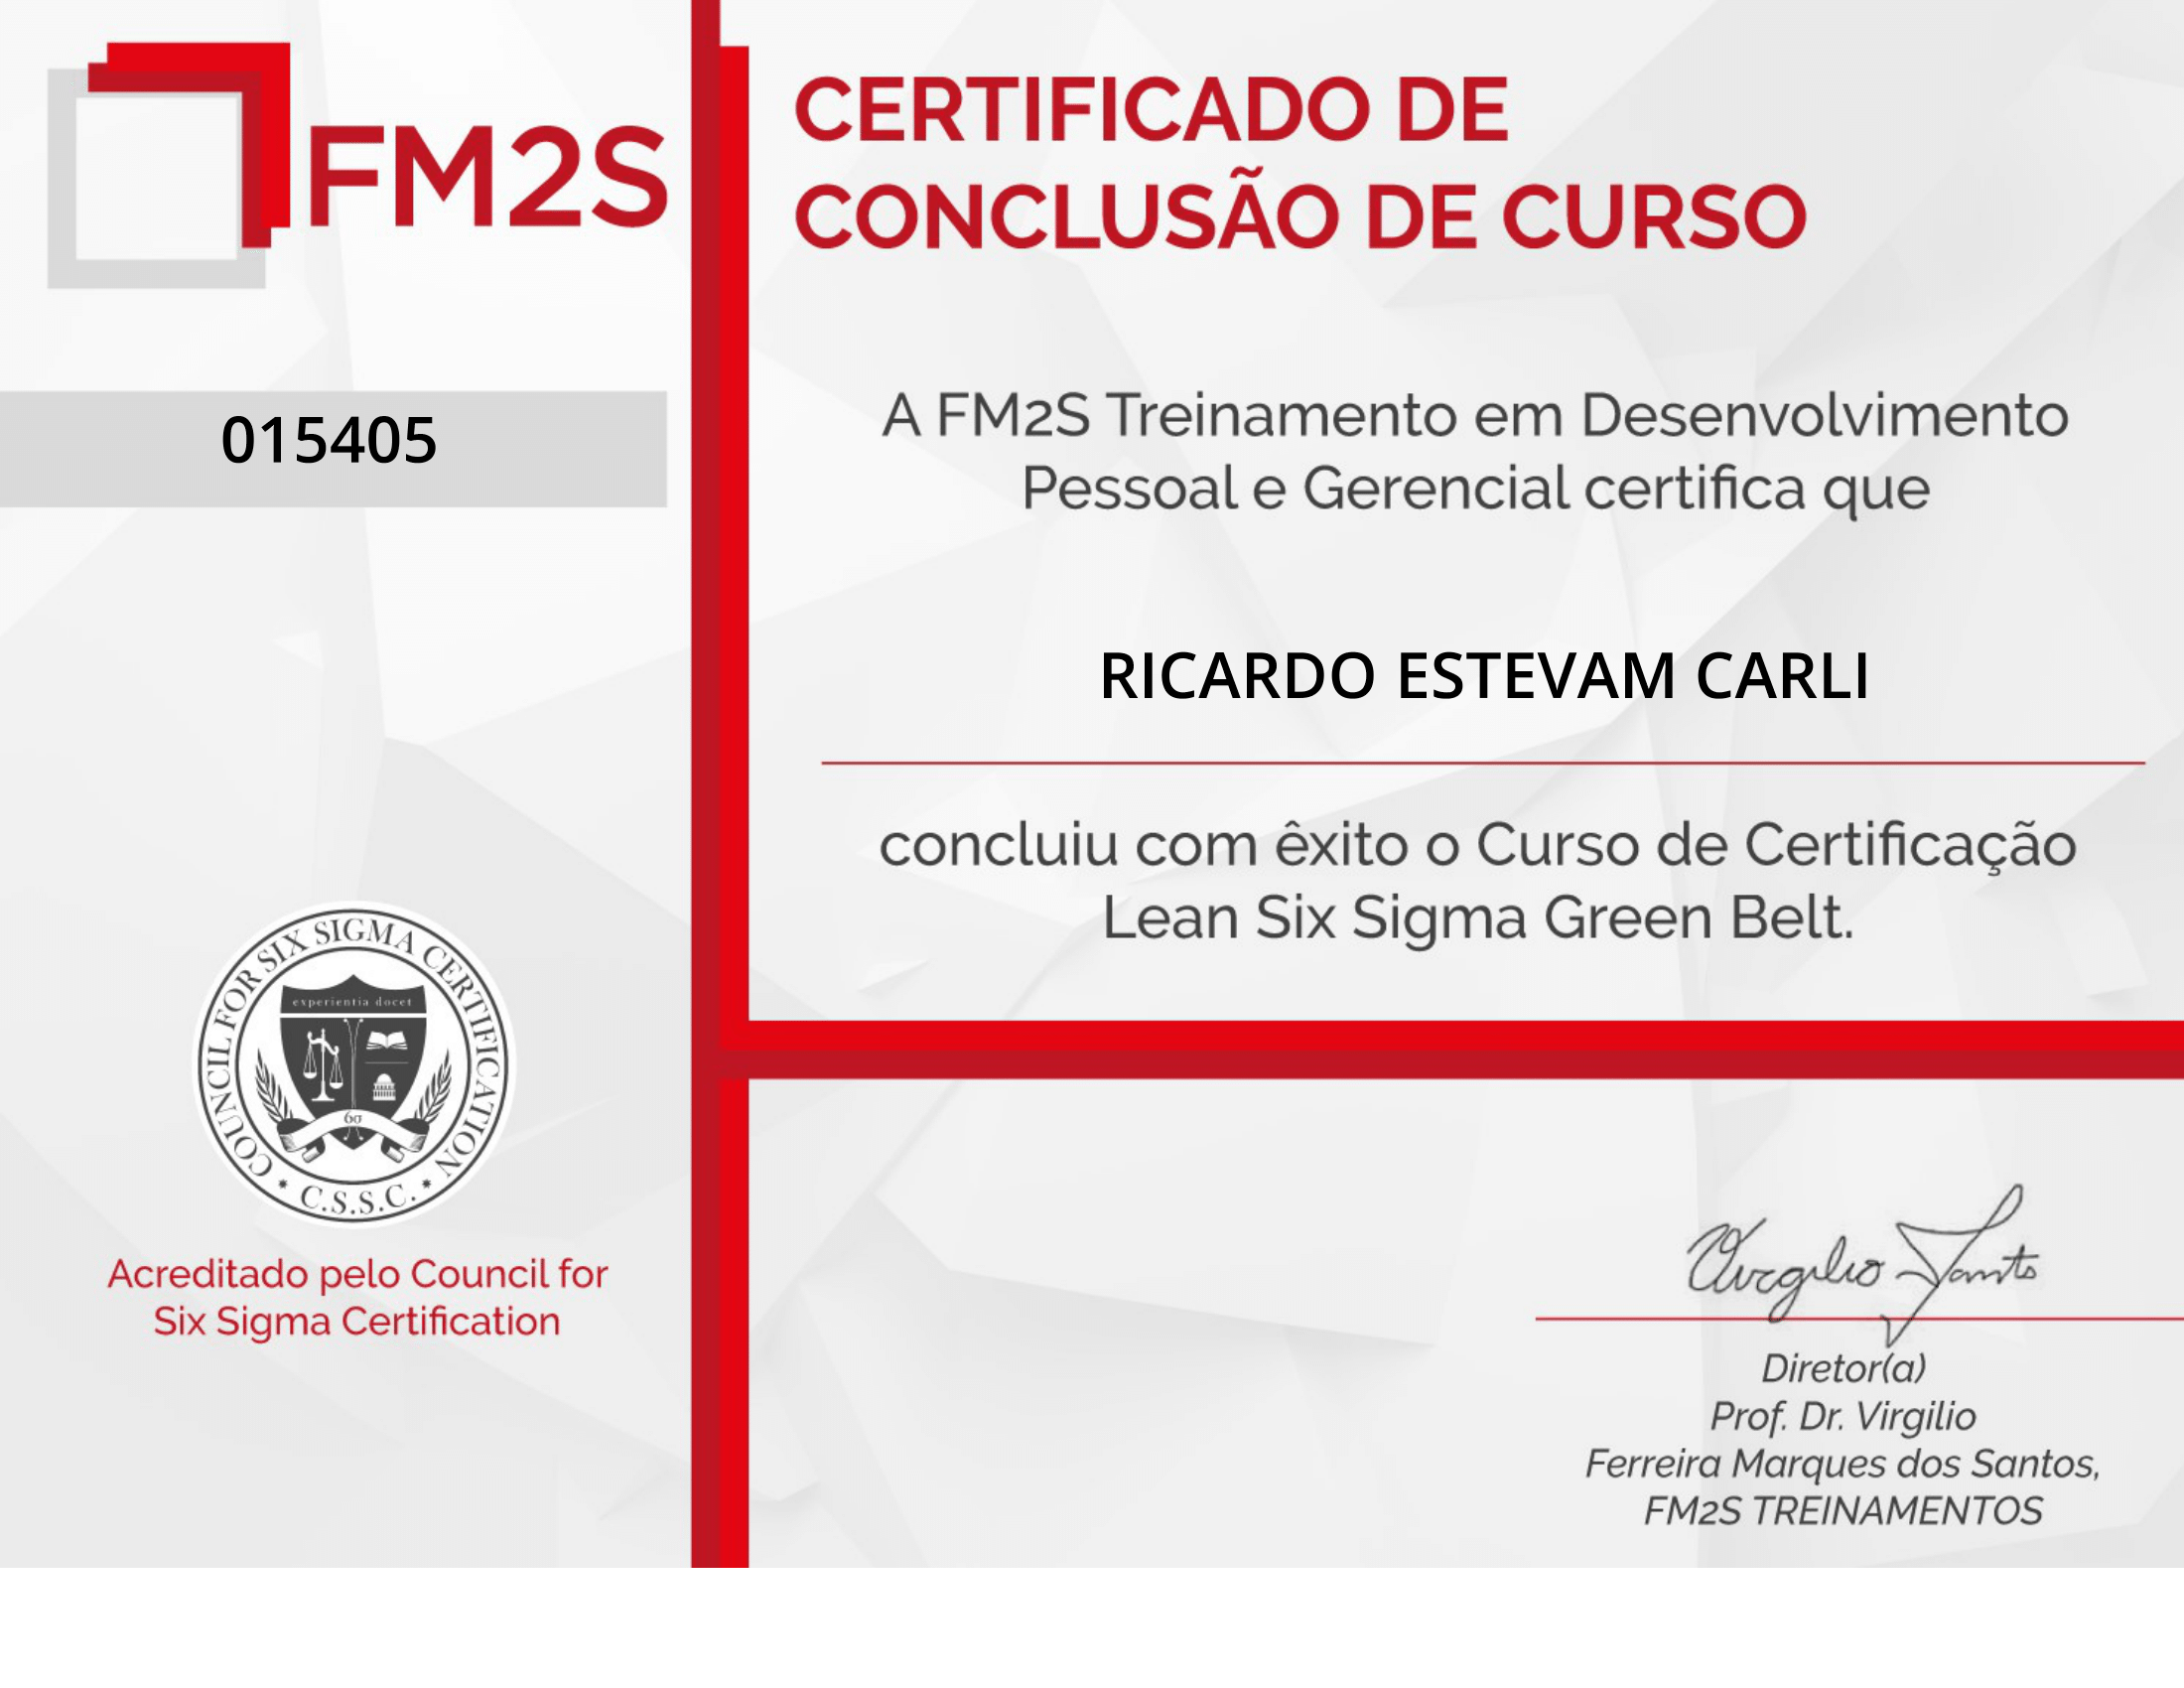 FM2S
015405
COUNCIL FOR SIX SIGMA CERTIFICATION
experientia docet
6σ
* C.S.S.C. *
Acreditado pelo Council for
Six Sigma Certification
CERTIFICADO DE
CONCLUSÃO DE CURSO
A FM2S Treinamento em Desenvolvimento
Pessoal e Gerencial certifica que
RICARDO ESTEVAM CARLI
concluiu com êxito o Curso de Certificação
Lean Six Sigma Green Belt.
Virgilio Santos
Diretor(a)
Prof. Dr. Virgilio
Ferreira Marques dos Santos,
FM2S TREINAMENTOS